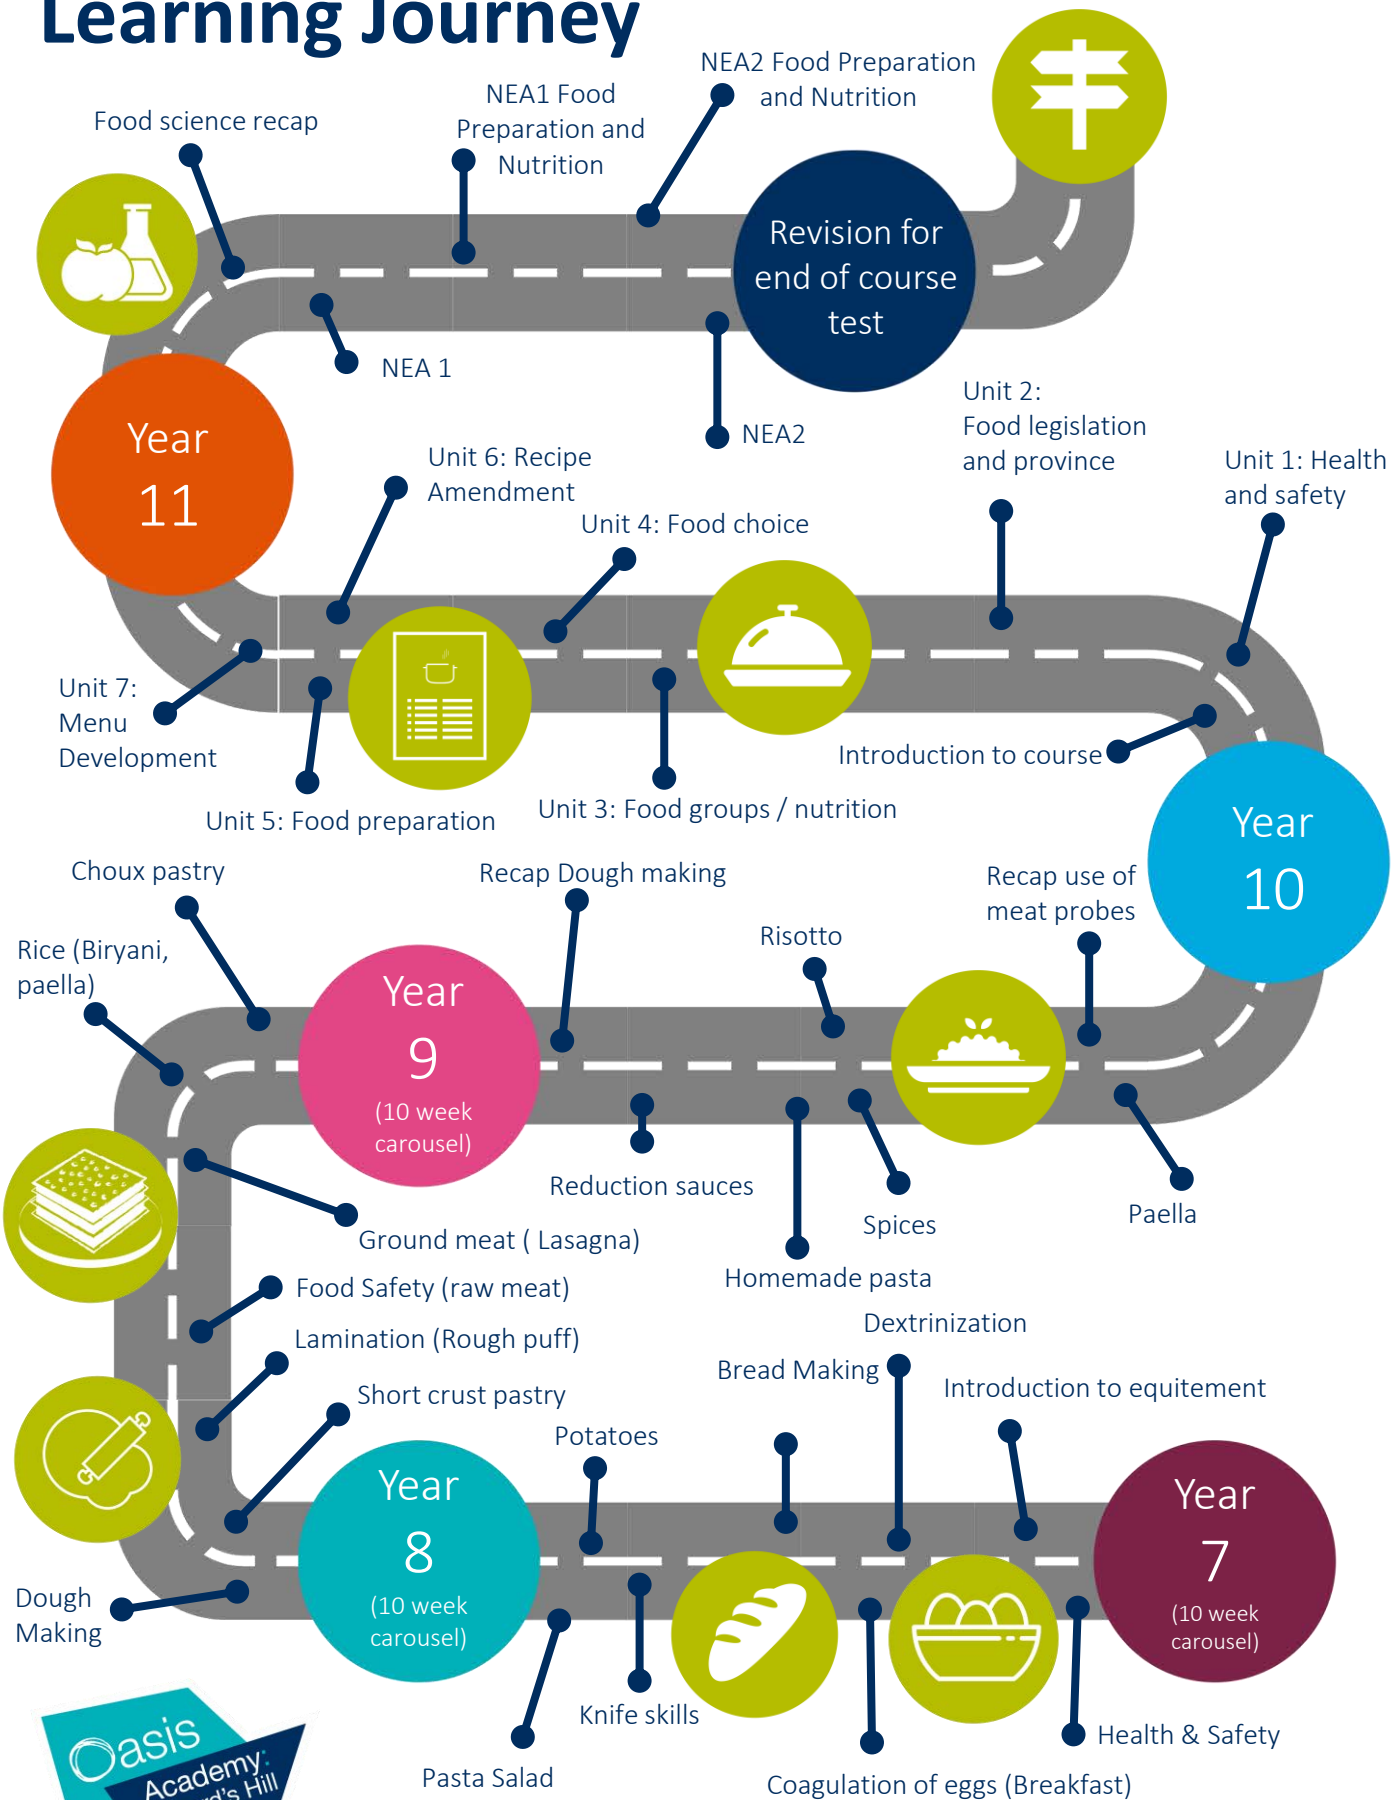 Learning Journey
NEA2 Food Preparation
and Nutrition
NEA1 Food
Preparation and
Nutrition
Food science recap
Revision for
end of course
test
NEA 1
NEA2
Year
11
Unit 6: Recipe
Amendment
Unit 4: Food choice
Unit 2:
Food legislation
and province
Unit 1: Health
and safety
Unit 7:
Menu
Development
Introduction to course
Unit 5: Food preparation
Unit 3: Food groups / nutrition
Year
10
Choux pastry
Recap Dough making
Recap use of
meat probes
Risotto
Rice (Biryani,
paella)
Year
9
(10 week
carousel)
Reduction sauces
Spices
Paella
Ground meat ( Lasagna)
Homemade pasta
Food Safety (raw meat)
Lamination (Rough puff)
Short crust pastry
Dextrinization
Bread Making
Introduction to equitement
Potatoes
Year
8
(10 week
carousel)
Year
7
(10 week
carousel)
Dough
Making
Knife skills
Pasta Salad
Health & Safety
Coagulation of eggs (Breakfast)
Oasis
Academy:
Hill